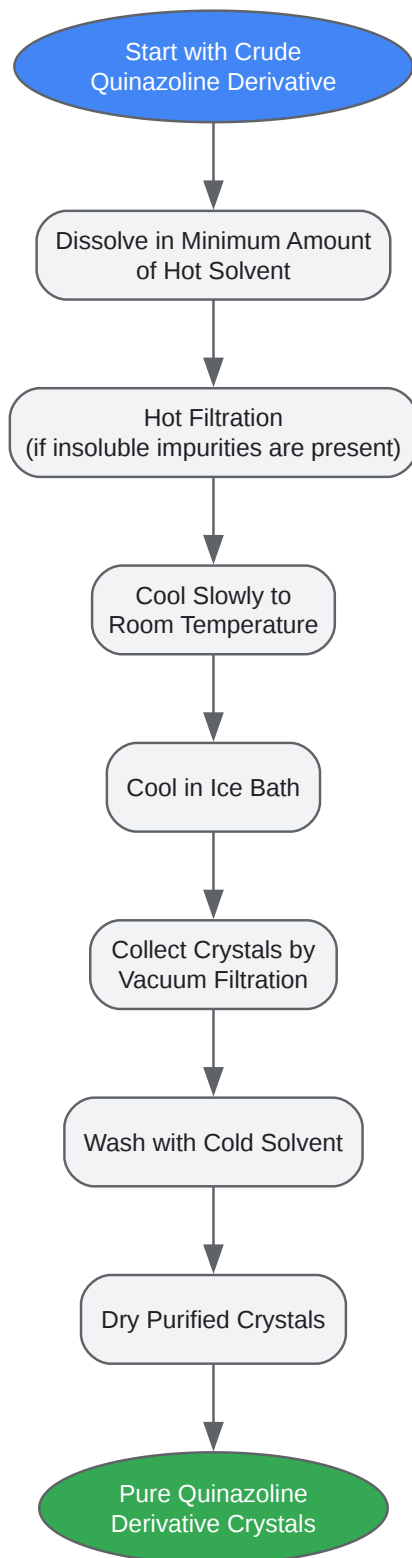 Start with Crude
Quinazoline Derivative
Dissolve in Minimum Amount
of Hot Solvent
Hot Filtration
(if insoluble impurities are present)
Cool Slowly to
Room Temperature
Cool in Ice Bath
Collect Crystals by
Vacuum Filtration
Wash with Cold Solvent
Dry Purified Crystals
Pure Quinazoline
Derivative Crystals